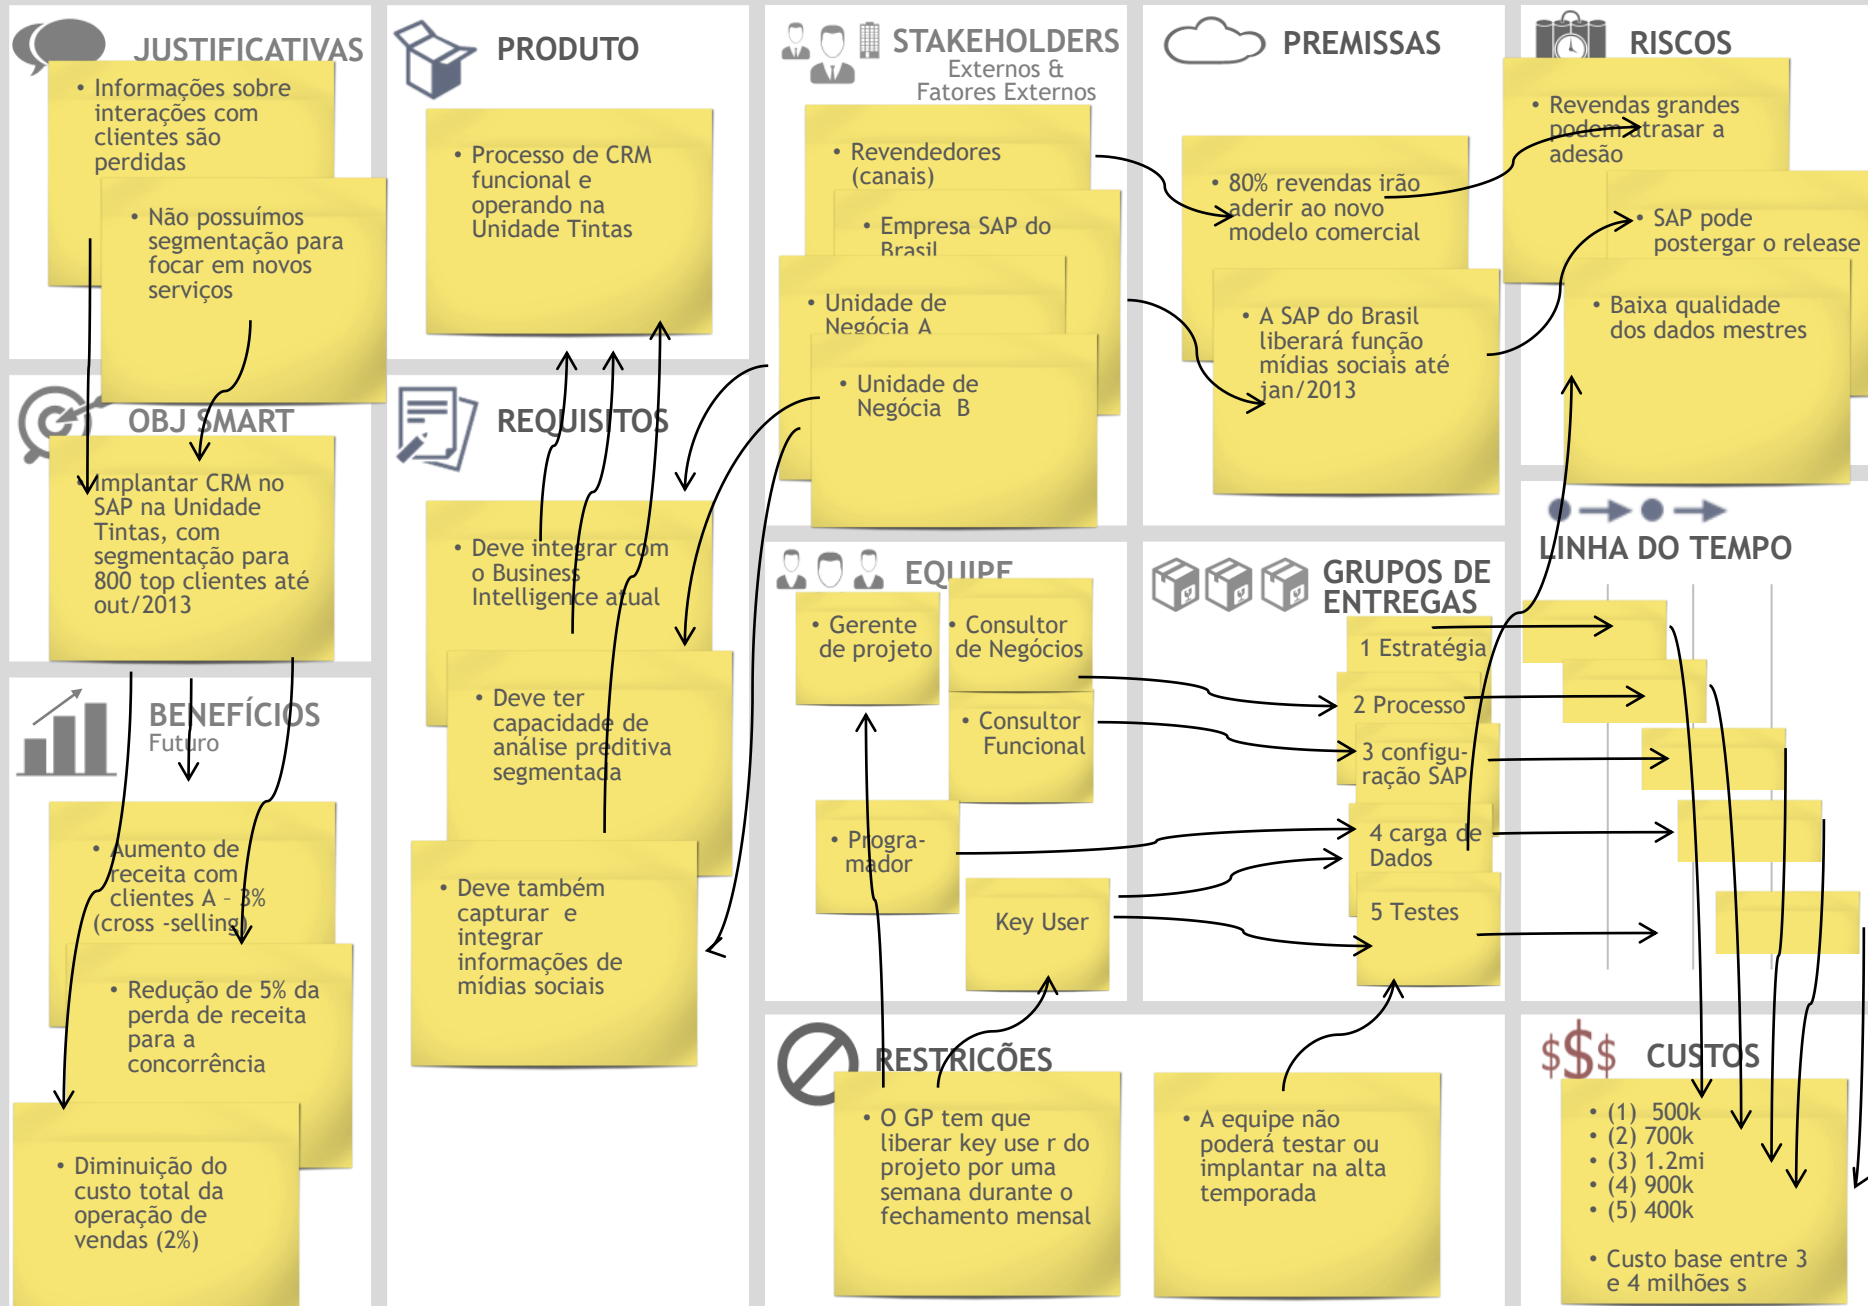 JUSTIFICATIVAS
• Informações sobre
interações com
clientes são
perdidas
• Não possuímos
segmentação para
focar em novos
serviços
OBJ SMART
Implantar CRM no
SAP na Unidade
Tintas, com
segmentação para
800 top clientes até
out/2013
BENEFÍCIOS
Futuro
• Aumento de
receita com
clientes A - 3%
(cross -selling)
• Redução de 5% da
perda de receita
para a
concorrência
• Diminuição do
custo total da
operação de
vendas (2%)
PRODUTO
• Processo de CRM
funcional e
operando na
Unidade Tintas
REQUISITOS
• Deve integrar com
o Business
Intelligence atual
• Deve ter
capacidade de
análise preditiva
segmentada
• Deve também
capturar e
integrar
informações de
mídias sociais
STAKEHOLDERS
Externos &
Fatores Externos
• Revendedores
(canais)
• Empresa SAP do
Brasil
• Unidade de
Negócia A
• Unidade de
Negócia B
EQUIPE
• Gerente
de projeto
• Consultor
de Negócios
• Consultor
Funcional
• Progra-
mador
Key User
PREMISSAS
• 80% revendas irão
aderir ao novo
modelo comercial
• A SAP do Brasil
liberará função
mídias sociais até
jan/2013
GRUPOS DE
ENTREGAS
1 Estratégia
2 Processo
3 configu-
ração SAP
4 carga de
Dados
5 Testes
RESTRICÕES
• O GP tem que
liberar key use r do
projeto por uma
semana durante o
fechamento mensal
• A equipe não
poderá testar ou
implantar na alta
temporada
RISCOS
• Revendas grandes
podem atrasar a
adesão
• SAP pode
postergar o release
• Baixa qualidade
dos dados mestres
LINHA DO TEMPO
$$$ CUSTOS
• (1) 500k
• (2) 700k
• (3) 1.2mi
• (4) 900k
• (5) 400k
• Custo base entre 3
e 4 milhões s